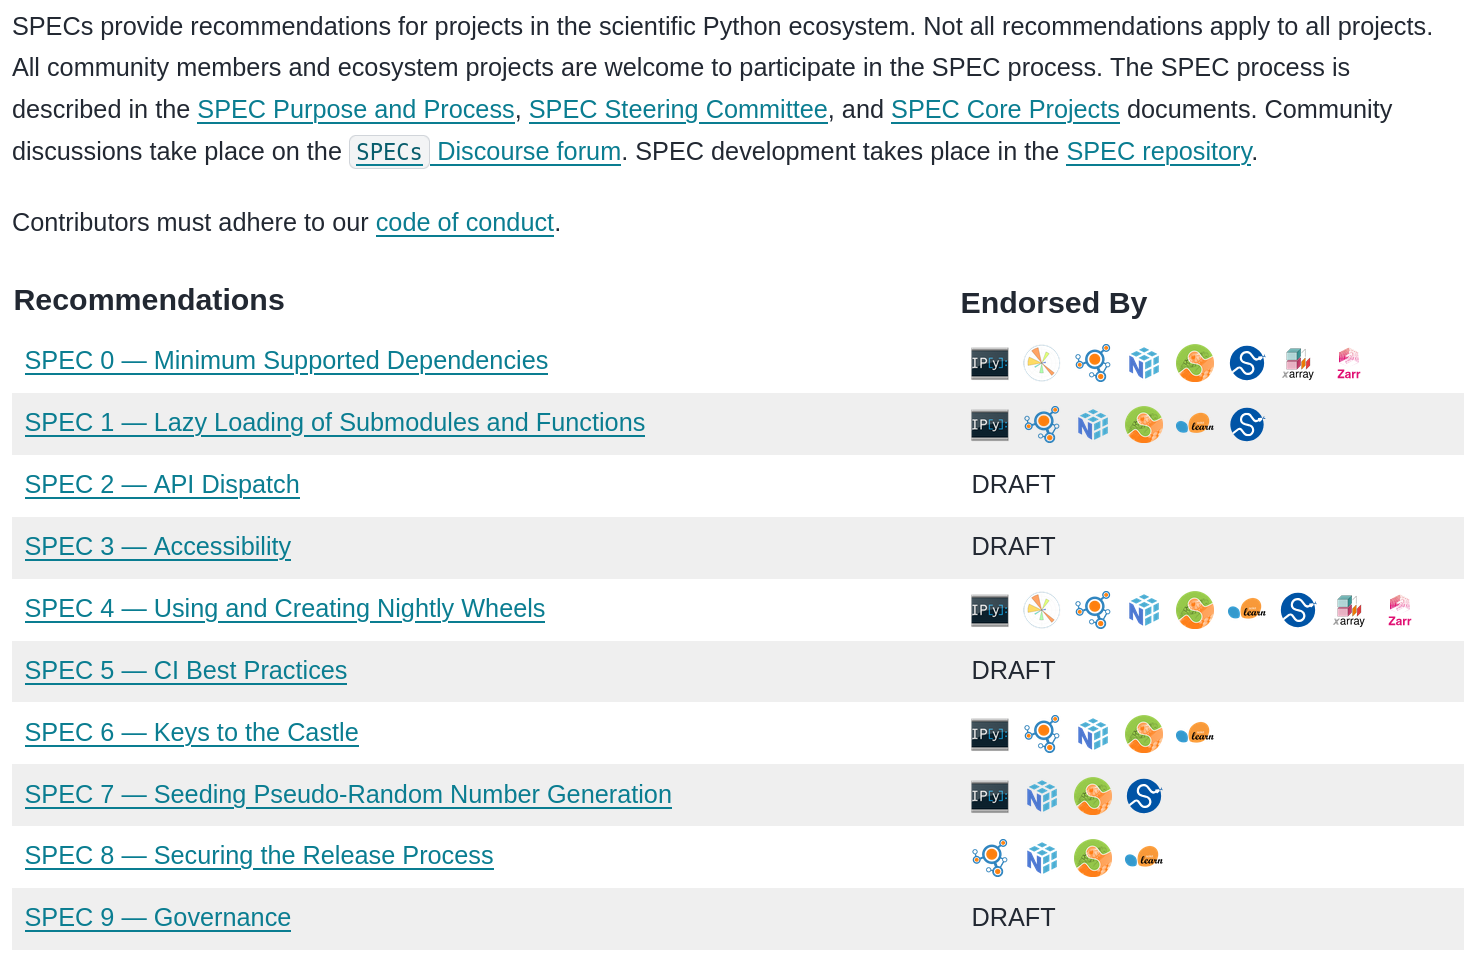 SPECs provide recommendations for projects in the scientific Python ecosystem. Not all recommendations apply to all projects.
All community members and ecosystem projects are welcome to participate in the SPEC process. The SPEC process is
described in the SPEC Purpose and Process, SPEC Steering Committee, and SPEC Core Projects documents. Community
discussions take place on the SPECs Discourse forum. SPEC development takes place in the SPEC repository.
Contributors must adhere to our code of conduct.
Recommendations Endorsed By
SPEC 0 — Minimum Supported Dependencies IP[y]: xarray Zarr
SPEC 1 — Lazy Loading of Submodules and Functions IP[y]: learn
SPEC 2 — API Dispatch DRAFT
SPEC 3 — Accessibility DRAFT
SPEC 4 — Using and Creating Nightly Wheels IP[y]: learn xarray Zarr
SPEC 5 — CI Best Practices DRAFT
SPEC 6 — Keys to the Castle IP[y]: learn
SPEC 7 — Seeding Pseudo-Random Number Generation IP[y]:
SPEC 8 — Securing the Release Process learn
SPEC 9 — Governance DRAFT